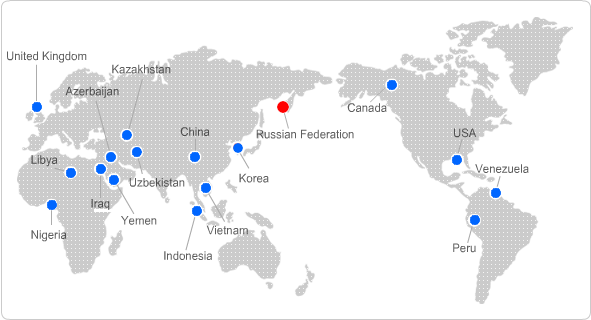 United Kingdom
Kazakhstan
Azerbaijan
Canada
China
Russian Federation
USA
Libya
Venezuela
Korea
Uzbekistan
Iraq
Yemen
Nigeria
Vietnam
Peru
Indonesia